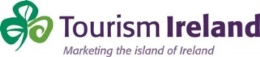 Tourism Ireland
Marketing the island of Ireland